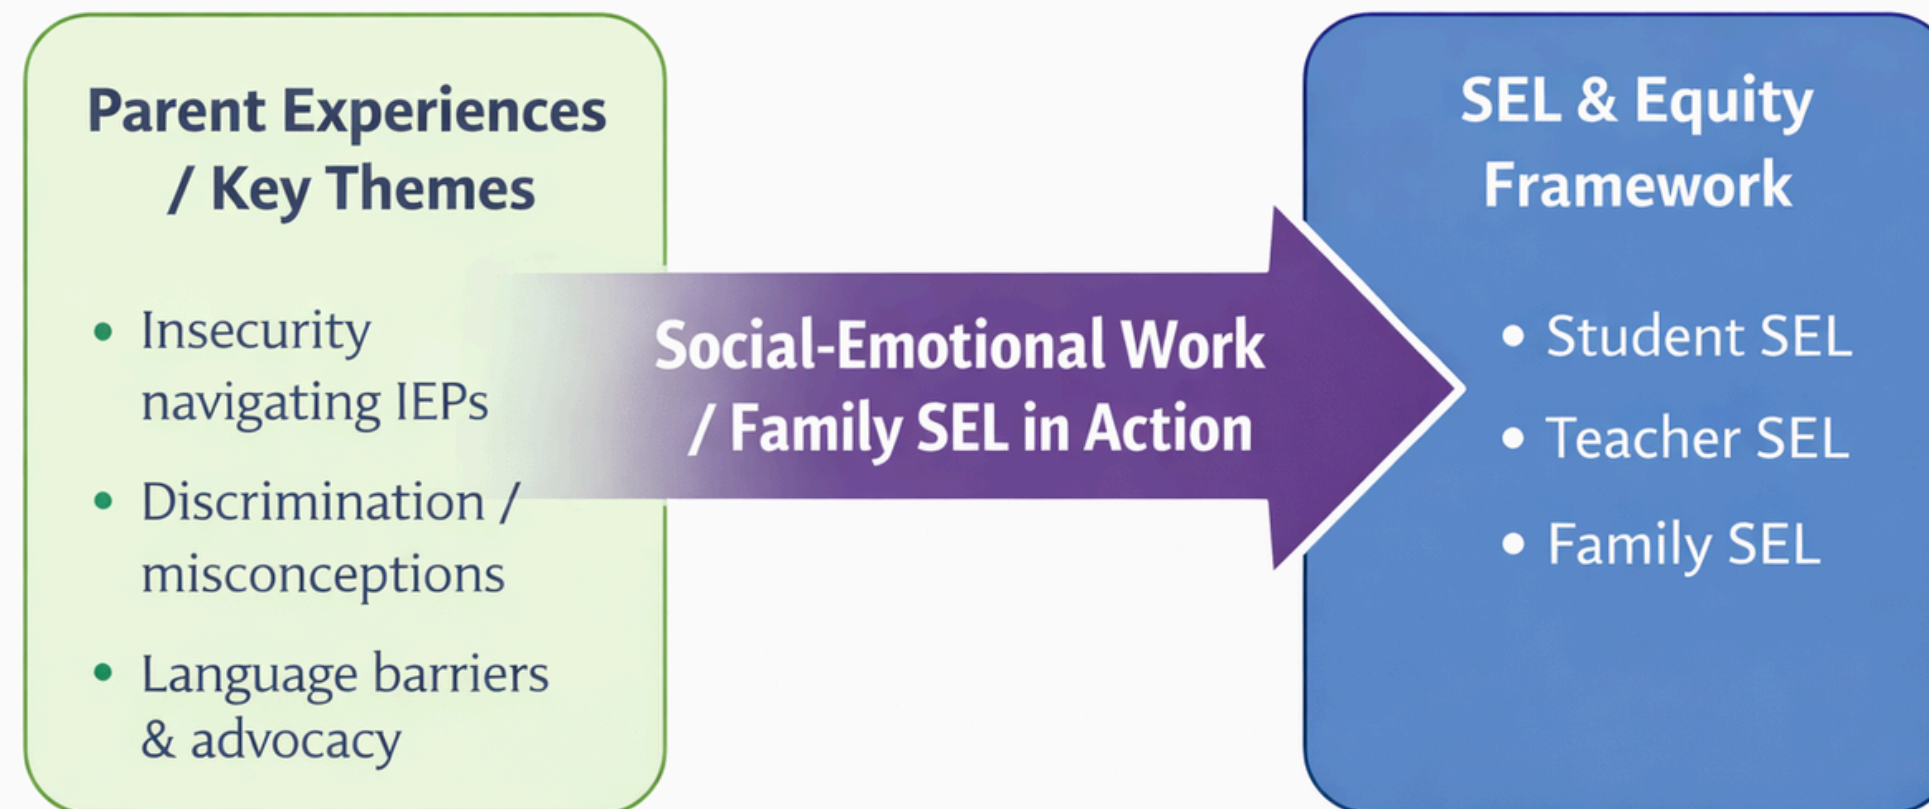 Parent Experiences
/ Key Themes
• Insecurity
navigating IEPs
• Discrimination /
misconceptions
• Language barriers
& advocacy
Social-Emotional Work
/ Family SEL in Action
SEL & Equity
Framework
• Student SEL
• Teacher SEL
• Family SEL